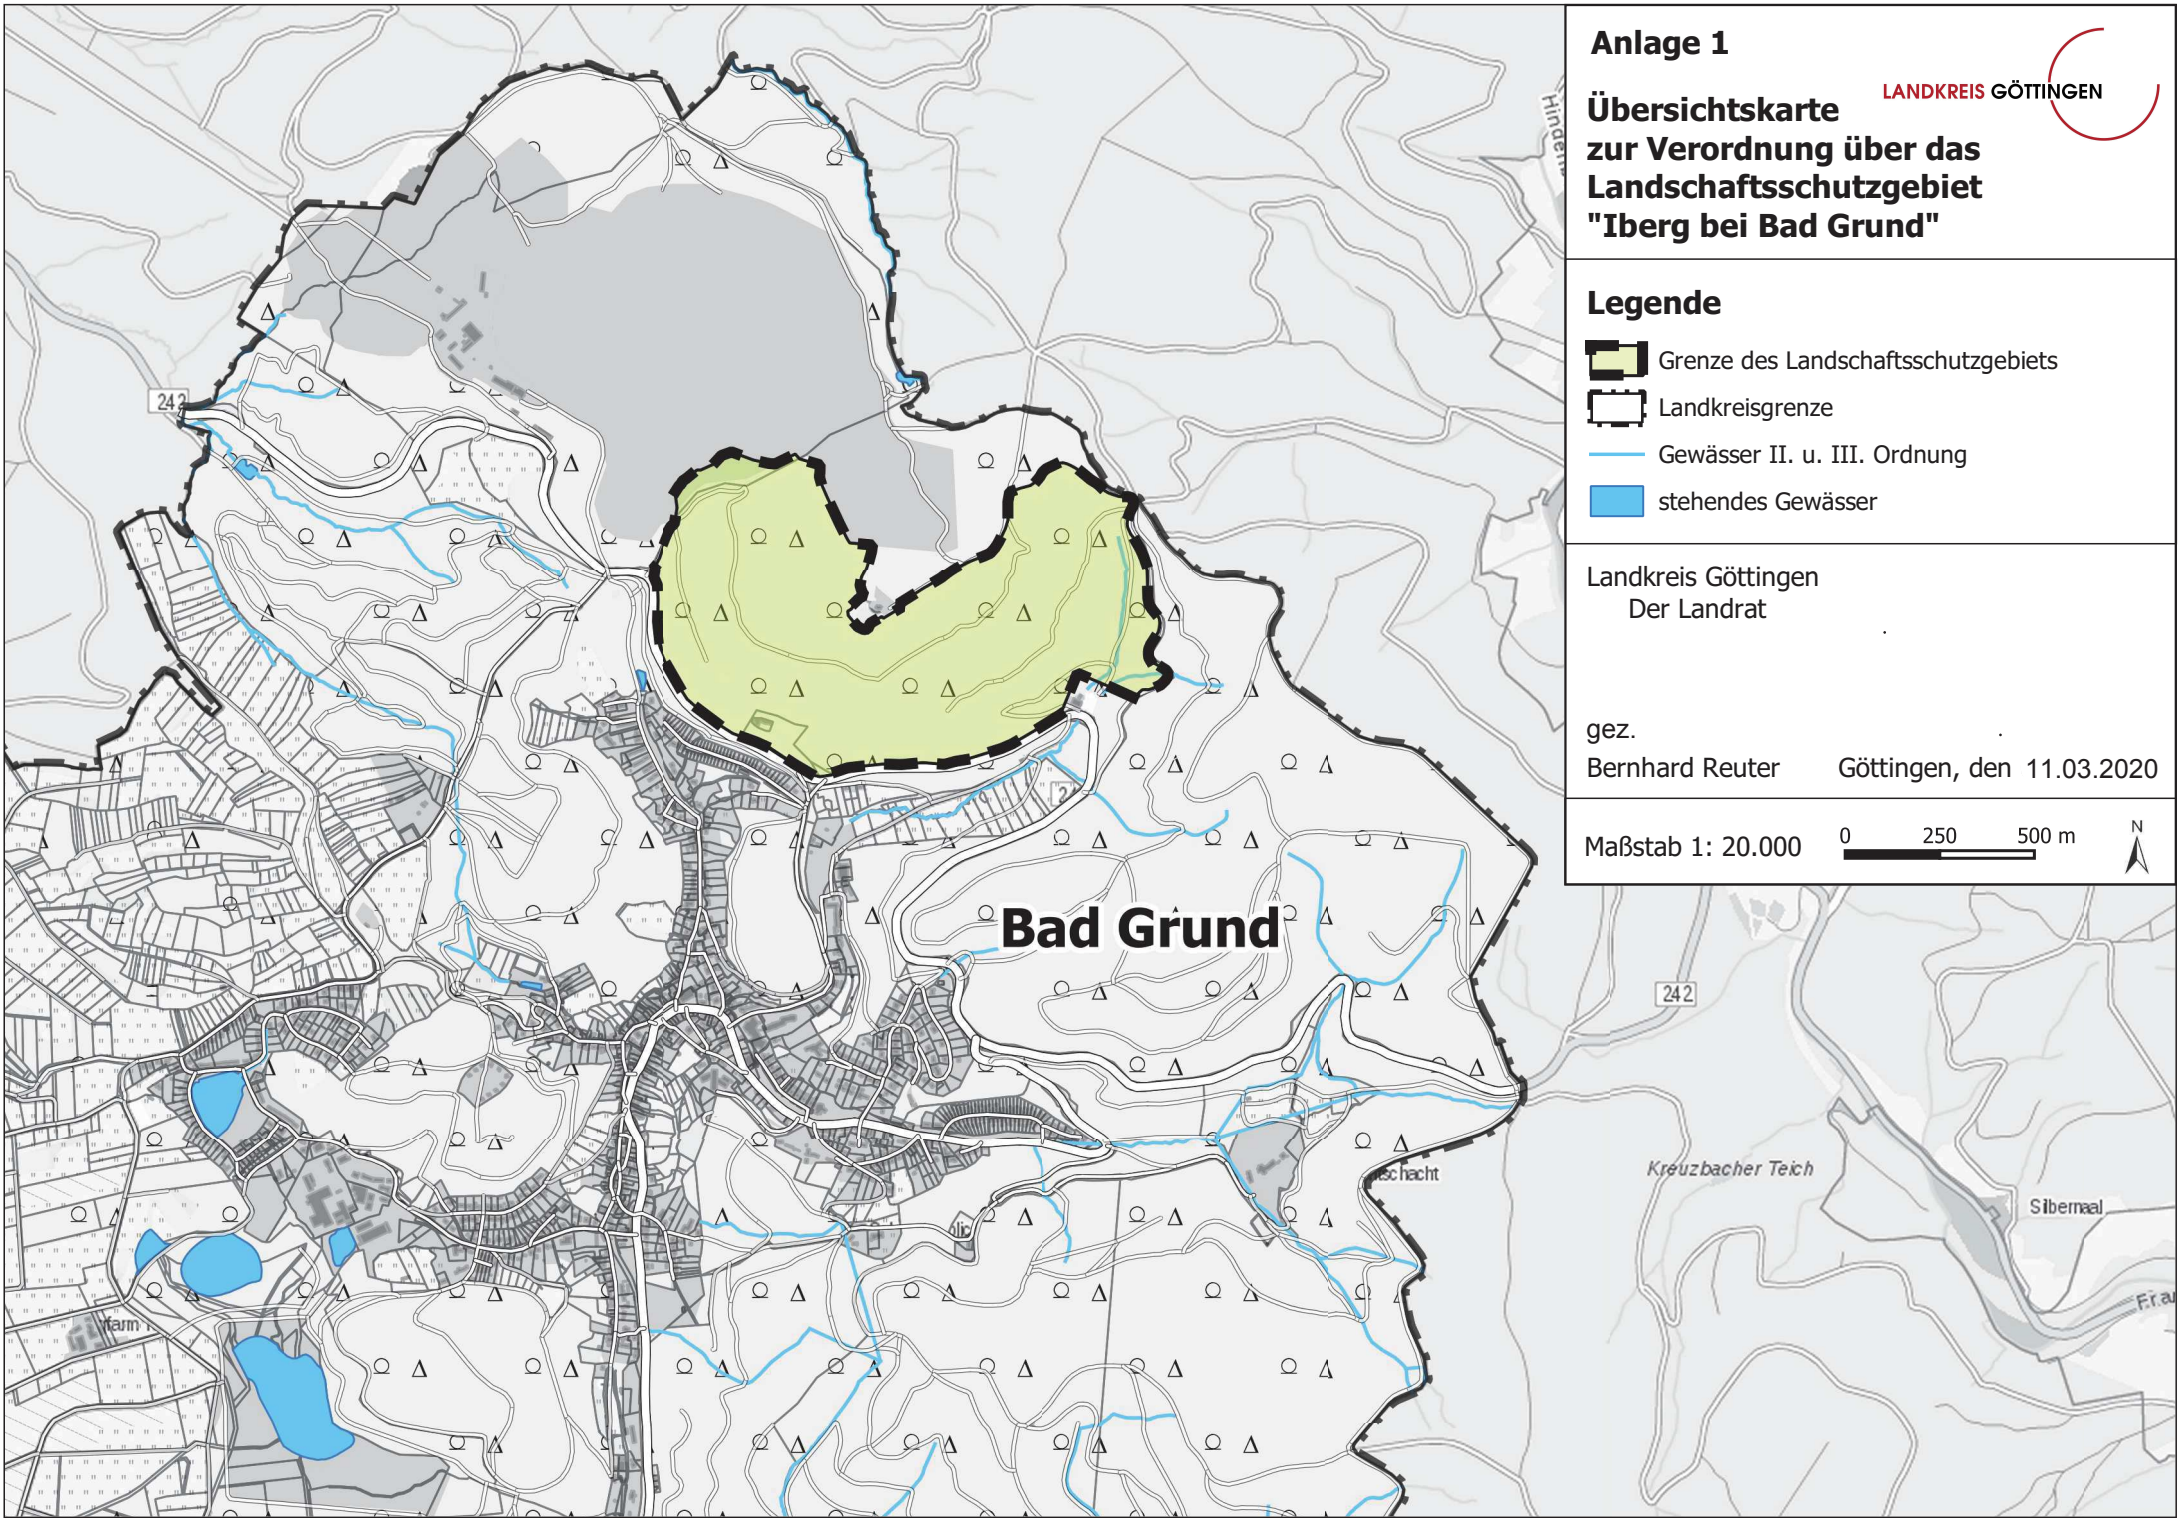 Anlage 1
LANDKREIS GÖTTINGEN
Übersichtskarte
zur Verordnung über das
Landschaftsschutzgebiet
"Iberg bei Bad Grund"
Legende
Grenze des Landschaftsschutzgebiets
Landkreisgrenze
Gewässer II. u. III. Ordnung
stehendes Gewässer
Landkreis Göttingen
Der Landrat
gez.
Bernhard Reuter Göttingen, den 11.03.2020
Maßstab 1: 20.000
0 250 500 m
N
242
Bad Grund
242
Kreuzbacher Teich
Silbernaal